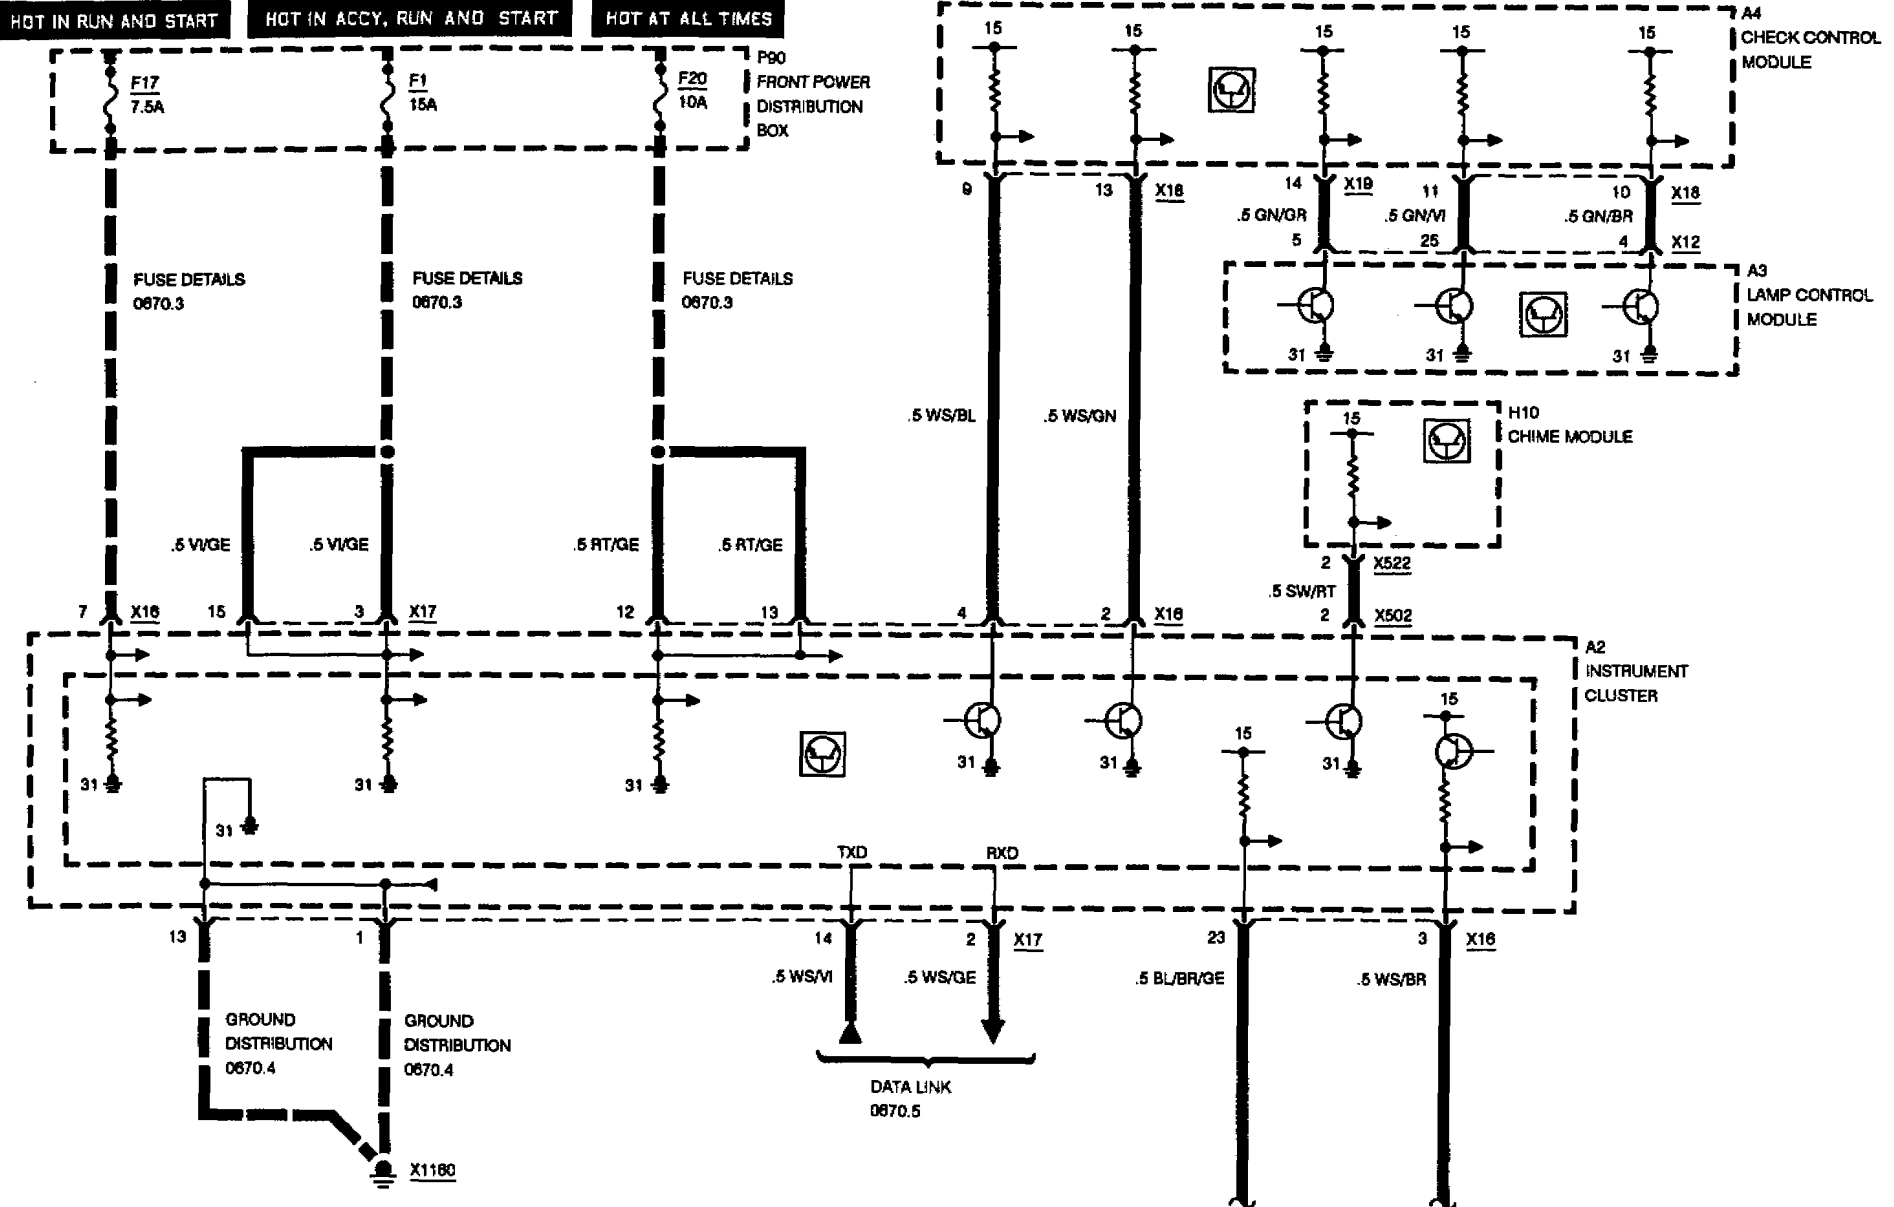 HOT IN RUN AND START
HOT IN ACCY, RUN AND START
HOT AT ALL TIMES
F17
7.5A
F1
15A
F20
10A
P90
FRONT POWER
DISTRIBUTION
BOX
15
15
15
15
15
A4
CHECK CONTROL
MODULE
9
13
X18
14
X19
11
10
X18
.5 GN/GR
.5 GN/VI
.5 GN/BR
5
25
4
X12
A3
LAMP CONTROL
MODULE
31
31
31
FUSE DETAILS
0670.3
FUSE DETAILS
0670.3
FUSE DETAILS
0670.3
.5 WS/BL
.5 WS/GN
15
H10
CHIME MODULE
.5 VI/GE
.5 VI/GE
.5 RT/GE
.5 RT/GE
2
X522
.5 SW/RT
2
X502
7
X16
15
3
X17
12
13
4
2
X16
A2
INSTRUMENT
CLUSTER
15
15
31
31
31
31
31
31
31
TXD
RXD
13
1
14
2
X17
23
3
X16
.5 WS/VI
.5 WS/GE
.5 BL/BR/GE
.5 WS/BR
GROUND
DISTRIBUTION
0670.4
GROUND
DISTRIBUTION
0670.4
DATA LINK
0670.5
X1160